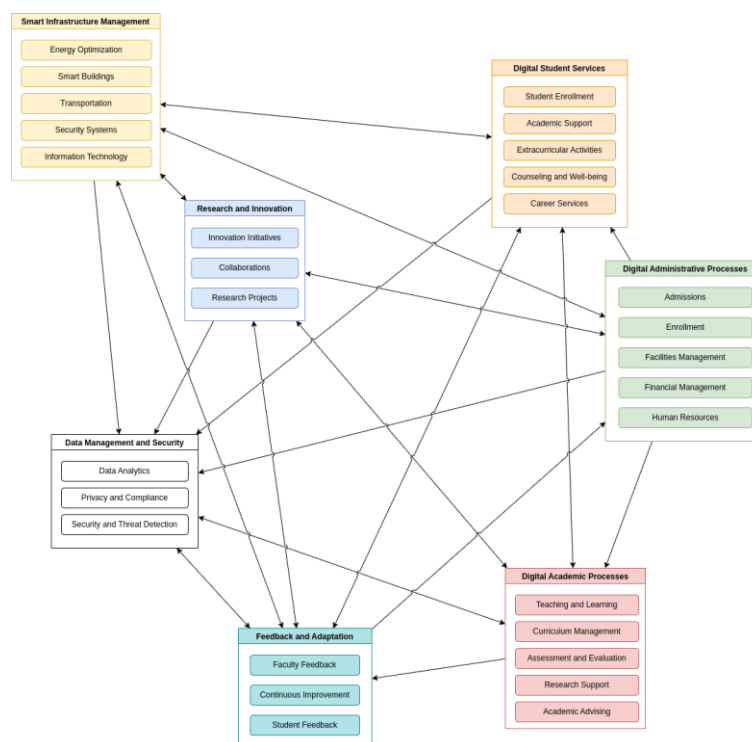 Smart Infrastructure Management
Energy Optimization
Smart Buildings
Transportation
Security Systems
Information Technology
Digital Student Services
Student Enrollment
Academic Support
Extracurricular Activities
Counseling and Well-being
Career Services
Research and Innovation
Innovation Initiatives
Collaborations
Research Projects
Digital Administrative Processes
Admissions
Enrollment
Facilities Management
Financial Management
Human Resources
Data Management and Security
Data Analytics
Privacy and Compliance
Security and Threat Detection
Digital Academic Processes
Teaching and Learning
Curriculum Management
Assessment and Evaluation
Research Support
Academic Advising
Feedback and Adaptation
Faculty Feedback
Continuous Improvement
Student Feedback